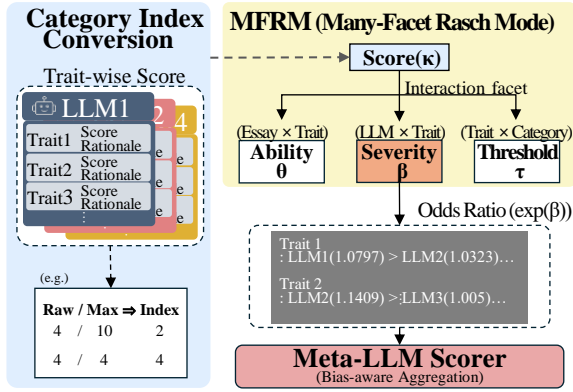 Category Index
Conversion
Trait-wise Score
LLM1
2
4
Trait1 Score
Rationale
e
e
Trait2 Score
Rationale
e
e
Trait3 Score
Rationale
e
e
⋮
(e.g.)
Raw / Max ⇒ Index
4 / 10 2
4 / 4 4
MFRM (Many-Facet Rasch Mode)
Score(κ)
Interaction facet
(Essay × Trait) (LLM × Trait) (Trait × Category)
Ability Severity Threshold
θ β τ
Odds Ratio (exp(β))
Trait 1
: LLM1(1.0797) > LLM2(1.0323)…
Trait 2
: LLM2(1.1409) >:LLM3(1.005)…
Meta-LLM Scorer
(Bias-aware Aggregation)